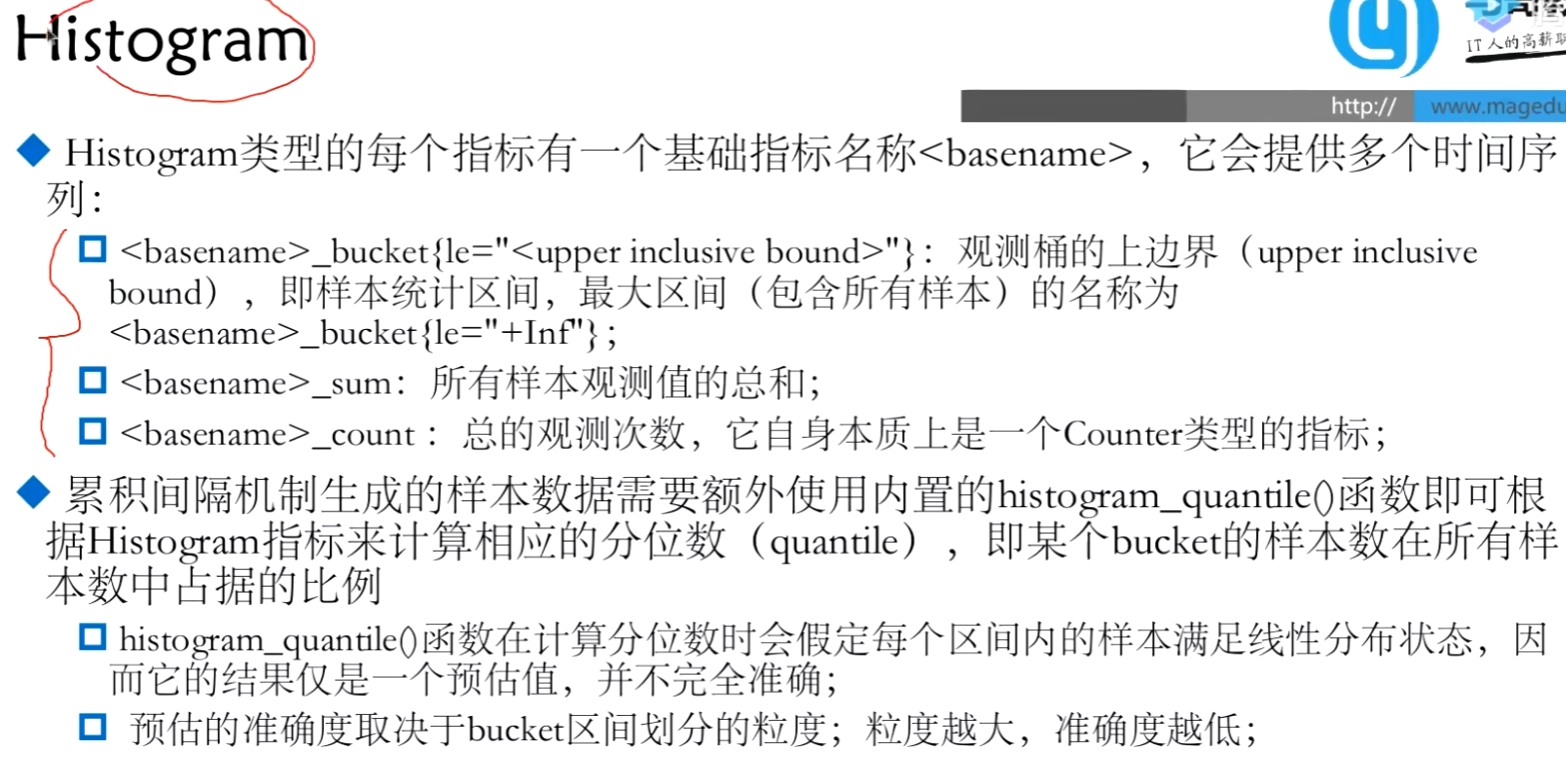 Histogram
IT人的高薪职
http://
www.magedu
Histogram类型的每个指标有一个基础指标名称<basename>，它会提供多个时间序
列：
<basename>_bucket{le="<upper inclusive bound>"}：观测桶的上边界（upper inclusive
bound），即样本统计区间，最大区间（包含所有样本）的名称为
<basename>_bucket{le="+Inf"}；
<basename>_sum：所有样本观测值的总和；
<basename>_count：总的观测次数，它自身本质上是一个Counter类型的指标；
累积间隔机制生成的样本数据需要额外使用内置的histogram_quantile()函数即可根
据Histogram指标来计算相应的分位数（quantile），即某个bucket的样本数在所有样
本数中占据的比例
histogram_quantile()函数在计算分位数时会假定每个区间内的样本满足线性分布状态，因
而它的结果仅是一个预估值，并不完全准确；
预估的准确度取决于bucket区间划分的粒度；粒度越大，准确度越低；